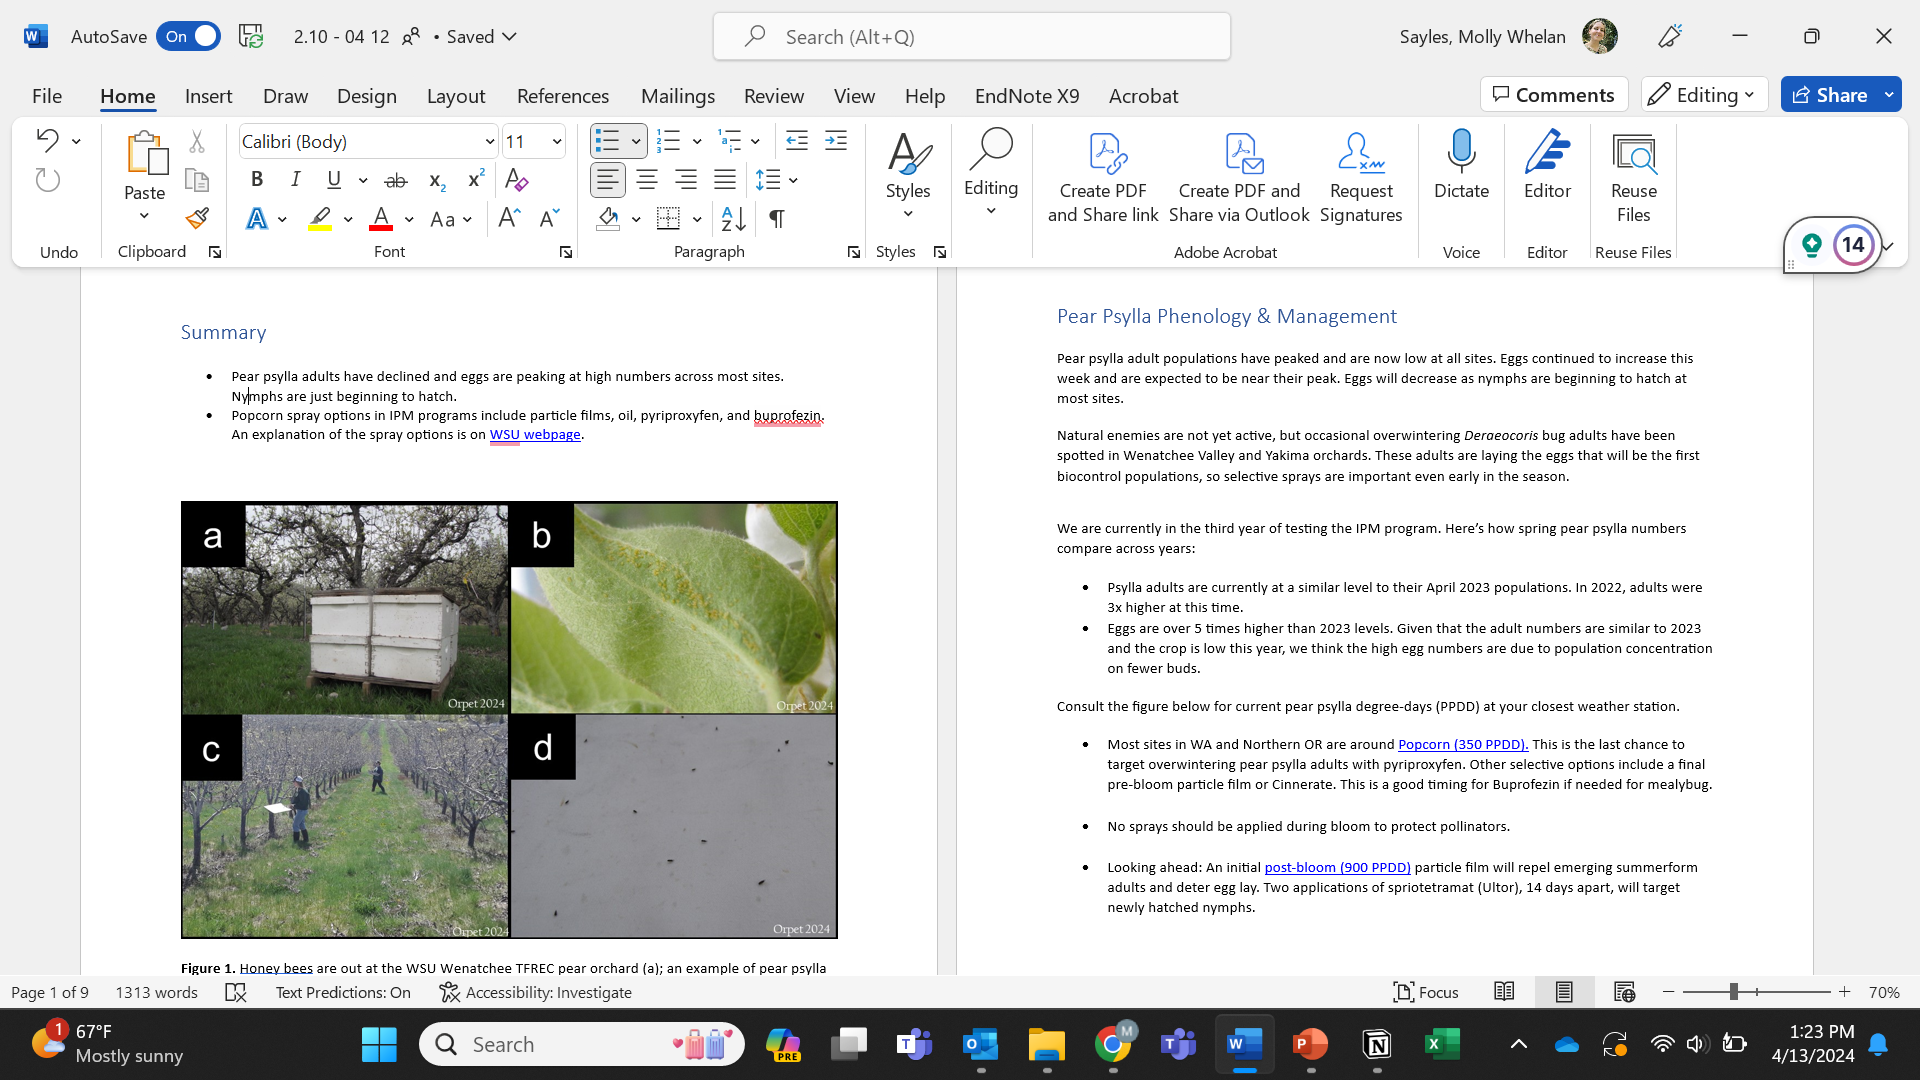 AutoSave On 2.10 - 04 12 • Saved Search (Alt+Q) Sayles, Molly Whelan
File Home Insert Draw Design Layout References Mailings Review View Help EndNote X9 Acrobat Comments Editing Share
Calibri (Body) 11
Paste
Styles Editing
Create PDF and Share link
Create PDF and Share via Outlook
Request Signatures
Dictate
Editor
Reuse Files
14
Undo Clipboard Font Paragraph Styles Adobe Acrobat Voice Editor Reuse Files
Summary
• Pear psylla adults have declined and eggs are peaking at high numbers across most sites.
Nymphs are just beginning to hatch.
• Popcorn spray options in IPM programs include particle films, oil, pyriproxyfen, and buprofezin.
An explanation of the spray options is on WSU webpage.
a
b
Orpet 2024
Orpet 2024
c
d
Orpet 2024
Orpet 2024
Figure 1. Honey bees are out at the WSU Wenatchee TFREC pear orchard (a); an example of pear psylla
Pear Psylla Phenology & Management
Pear psylla adult populations have peaked and are now low at all sites. Eggs continued to increase this
week and are expected to be near their peak. Eggs will decrease as nymphs are beginning to hatch at
most sites.
Natural enemies are not yet active, but occasional overwintering Deraeocoris bug adults have been
spotted in Wenatchee Valley and Yakima orchards. These adults are laying the eggs that will be the first
biocontrol populations, so selective sprays are important even early in the season.
We are currently in the third year of testing the IPM program. Here’s how spring pear psylla numbers
compare across years:
• Psylla adults are currently at a similar level to their April 2023 populations. In 2022, adults were
3x higher at this time.
• Eggs are over 5 times higher than 2023 levels. Given that the adult numbers are similar to 2023
and the crop is low this year, we think the high egg numbers are due to population concentration
on fewer buds.
Consult the figure below for current pear psylla degree-days (PPDD) at your closest weather station.
• Most sites in WA and Northern OR are around Popcorn (350 PPDD). This is the last chance to
target overwintering pear psylla adults with pyriproxyfen. Other selective options include a final
pre-bloom particle film or Cinnerate. This is a good timing for Buprofezin if needed for mealybug.
• No sprays should be applied during bloom to protect pollinators.
• Looking ahead: An initial post-bloom (900 PPDD) particle film will repel emerging summerform
adults and deter egg lay. Two applications of spriotetramat (Ultor), 14 days apart, will target
newly hatched nymphs.
Page 1 of 9 1313 words Text Predictions: On Accessibility: Investigate Focus 70%
1 67°F
Mostly sunny
Search
PRE
M
1:23 PM
4/13/2024